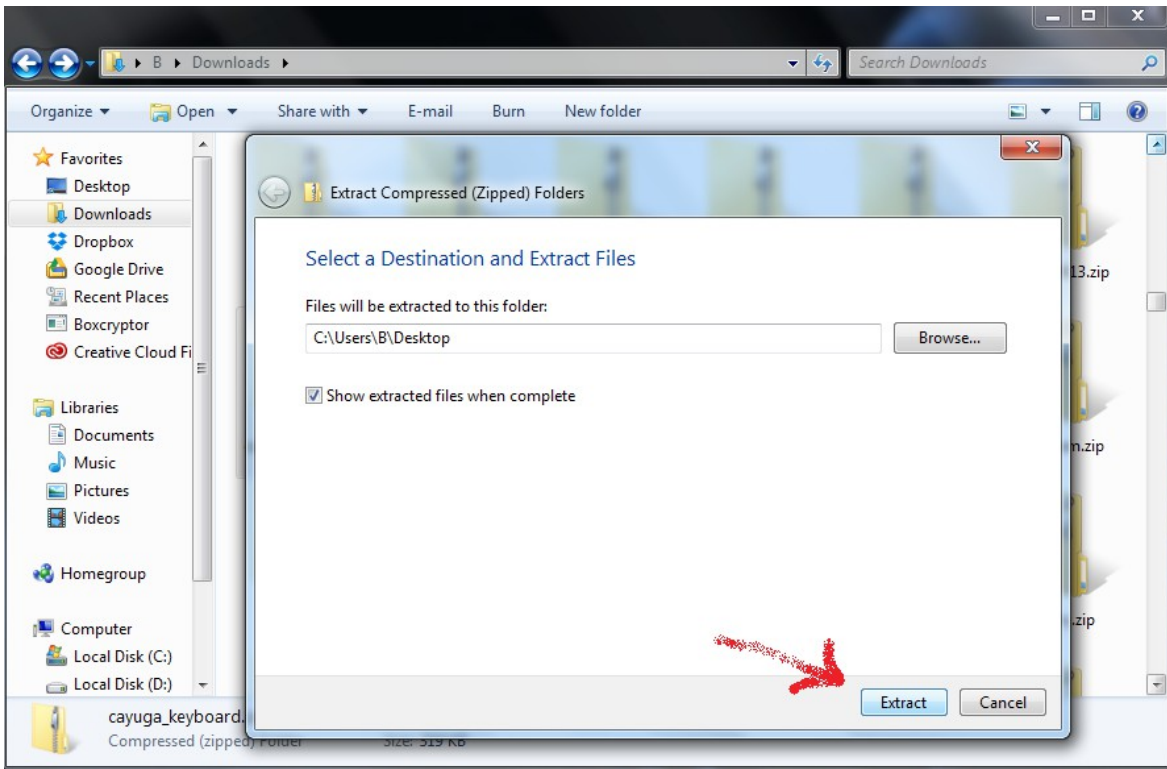 B ▸ Downloads ▸
Search Downloads
Organize Open Share with E-mail Burn New folder
Favorites
Desktop
Downloads
Dropbox
Google Drive
Recent Places
Boxcryptor
Creative Cloud Fi
Libraries
Documents
Music
Pictures
Videos
Homegroup
Computer
Local Disk (C:)
Local Disk (D:)
Extract Compressed (Zipped) Folders
Select a Destination and Extract Files
Files will be extracted to this folder:
C:\Users\B\Desktop Browse...
Show extracted files when complete
Extract Cancel
13.zip
m.zip
.zip
cayuga_keyboard.
Compressed (zipped) Folder Size: 519 KB